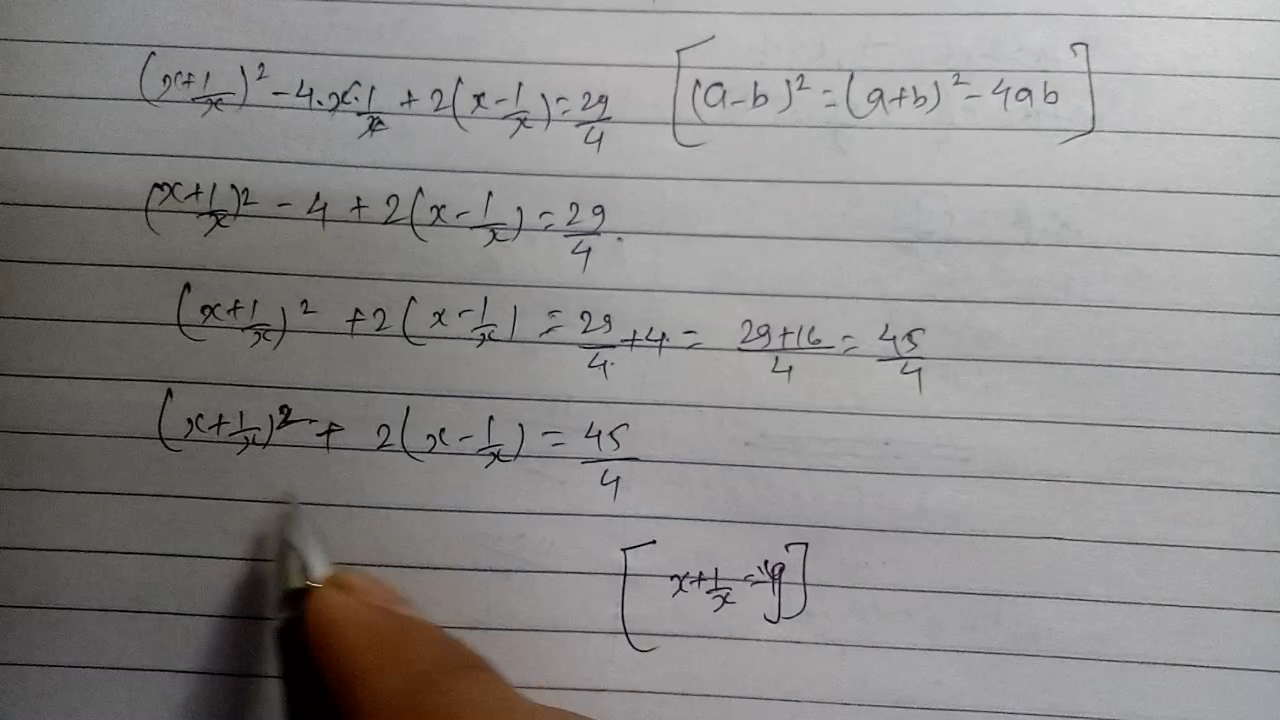 (x+1/x)² - 4.x.1/x + 2(x-1/x) = 29/4 [(a-b)² = (a+b)² - 4ab]
(x+1/x)² - 4 + 2(x-1/x) = 29/4.
(x+1/x)² + 2(x-1/x) = 29/4 + 4 = 29+16/4 = 45/4
(x+1/x)² + 2(x-1/x) = 45/4
[x+1/x =